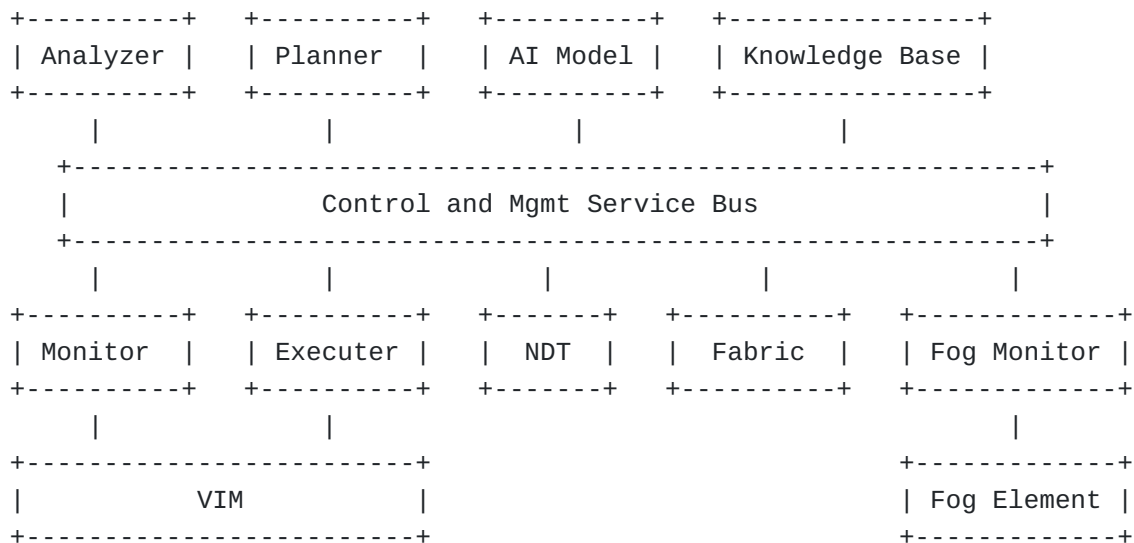 Analyzer Planner AI Model Knowledge Base
Control and Mgmt Service Bus
Monitor Executer NDT Fabric Fog Monitor
VIM Fog Element